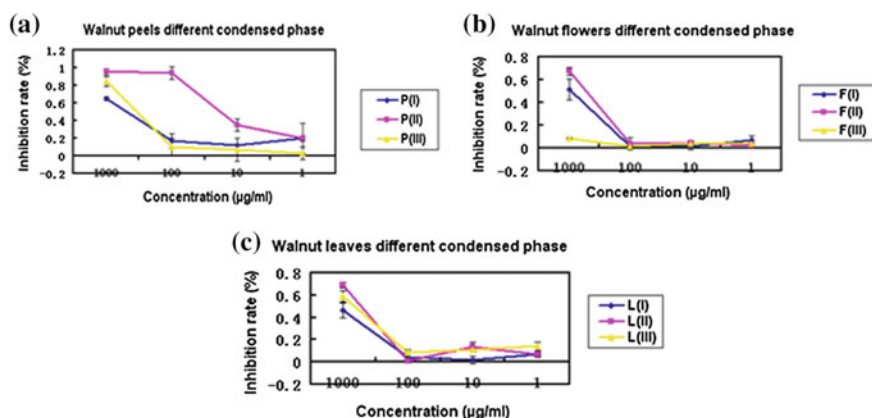 (a)
Walnut peels different condensed phase
Inhibition rate (%)
1.2
1
0.8
0.6
0.4
0.2
0
-0.2
1000 100 10 1
Concentration (μg/ml)
P(I)
P(II)
P(III)
(b)
Walnut flowers different condensed phase
Inhibition rate (%)
0.8
0.6
0.4
0.2
0
-0.2
1000 100 10 1
Concentration (μg/ml)
F(I)
F(II)
F(III)
(c)
Walnut leaves different condensed phase
Inhibition rate (%)
0.8
0.6
0.4
0.2
0
-0.2
1000 100 10 1
Concentration (μg/ml)
L(I)
L(II)
L(III)